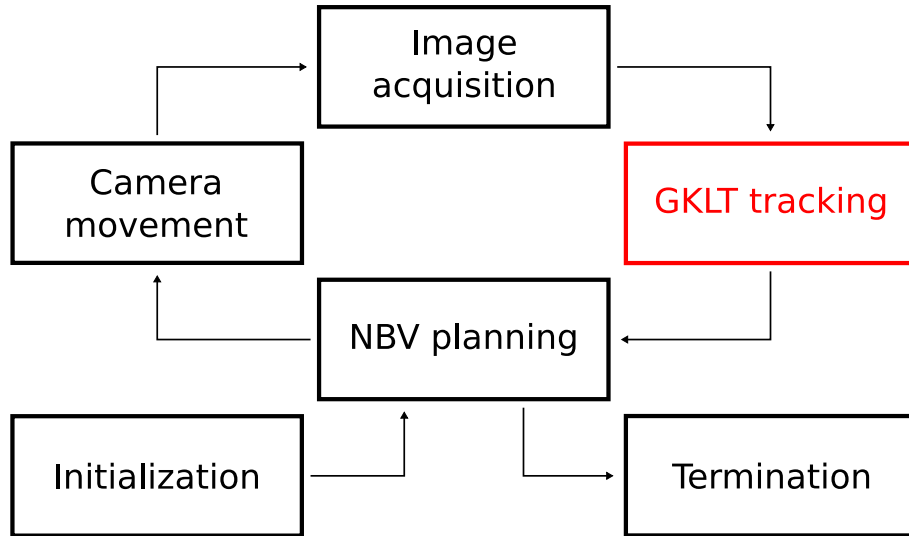 Image
acquisition
Camera
movement
GKLT tracking
NBV planning
Initialization
Termination